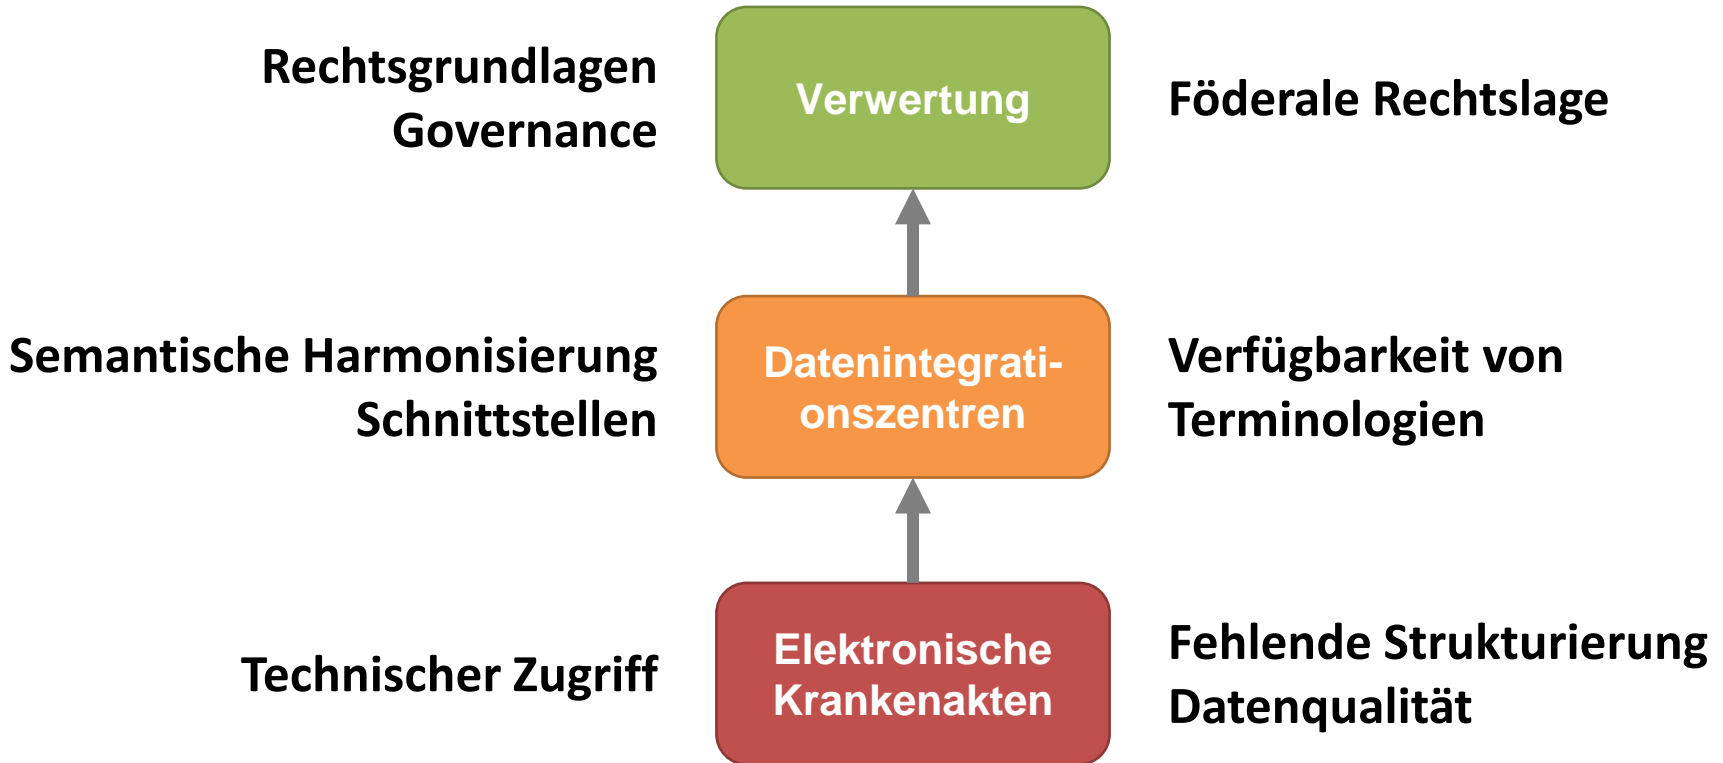 Rechtsgrundlagen
Governance
Verwertung
Föderale Rechtslage
Semantische Harmonisierung
Schnittstellen
Datenintegrati-
onszentren
Verfügbarkeit von
Terminologien
Technischer Zugriff
Elektronische
Krankenakten
Fehlende Strukturierung
Datenqualität